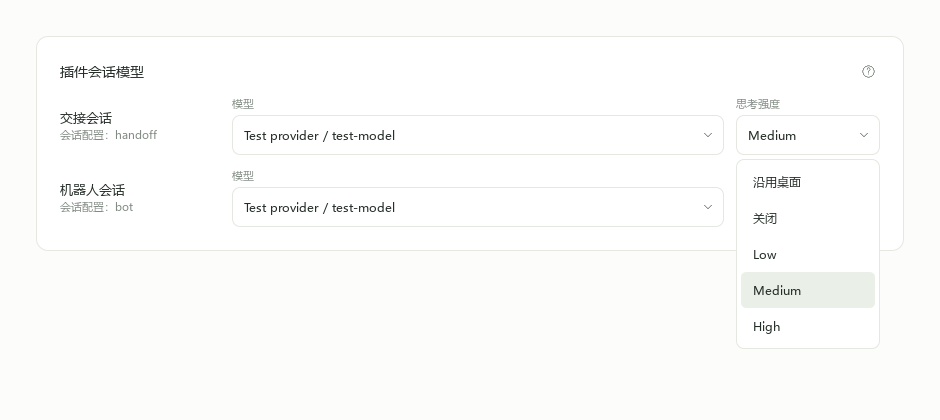 插件会话模型
交接会话
会话配置：handoff
模型
Test provider / test-model
思考强度
Medium
机器人会话
会话配置：bot
模型
Test provider / test-model
沿用桌面
关闭
Low
Medium
High